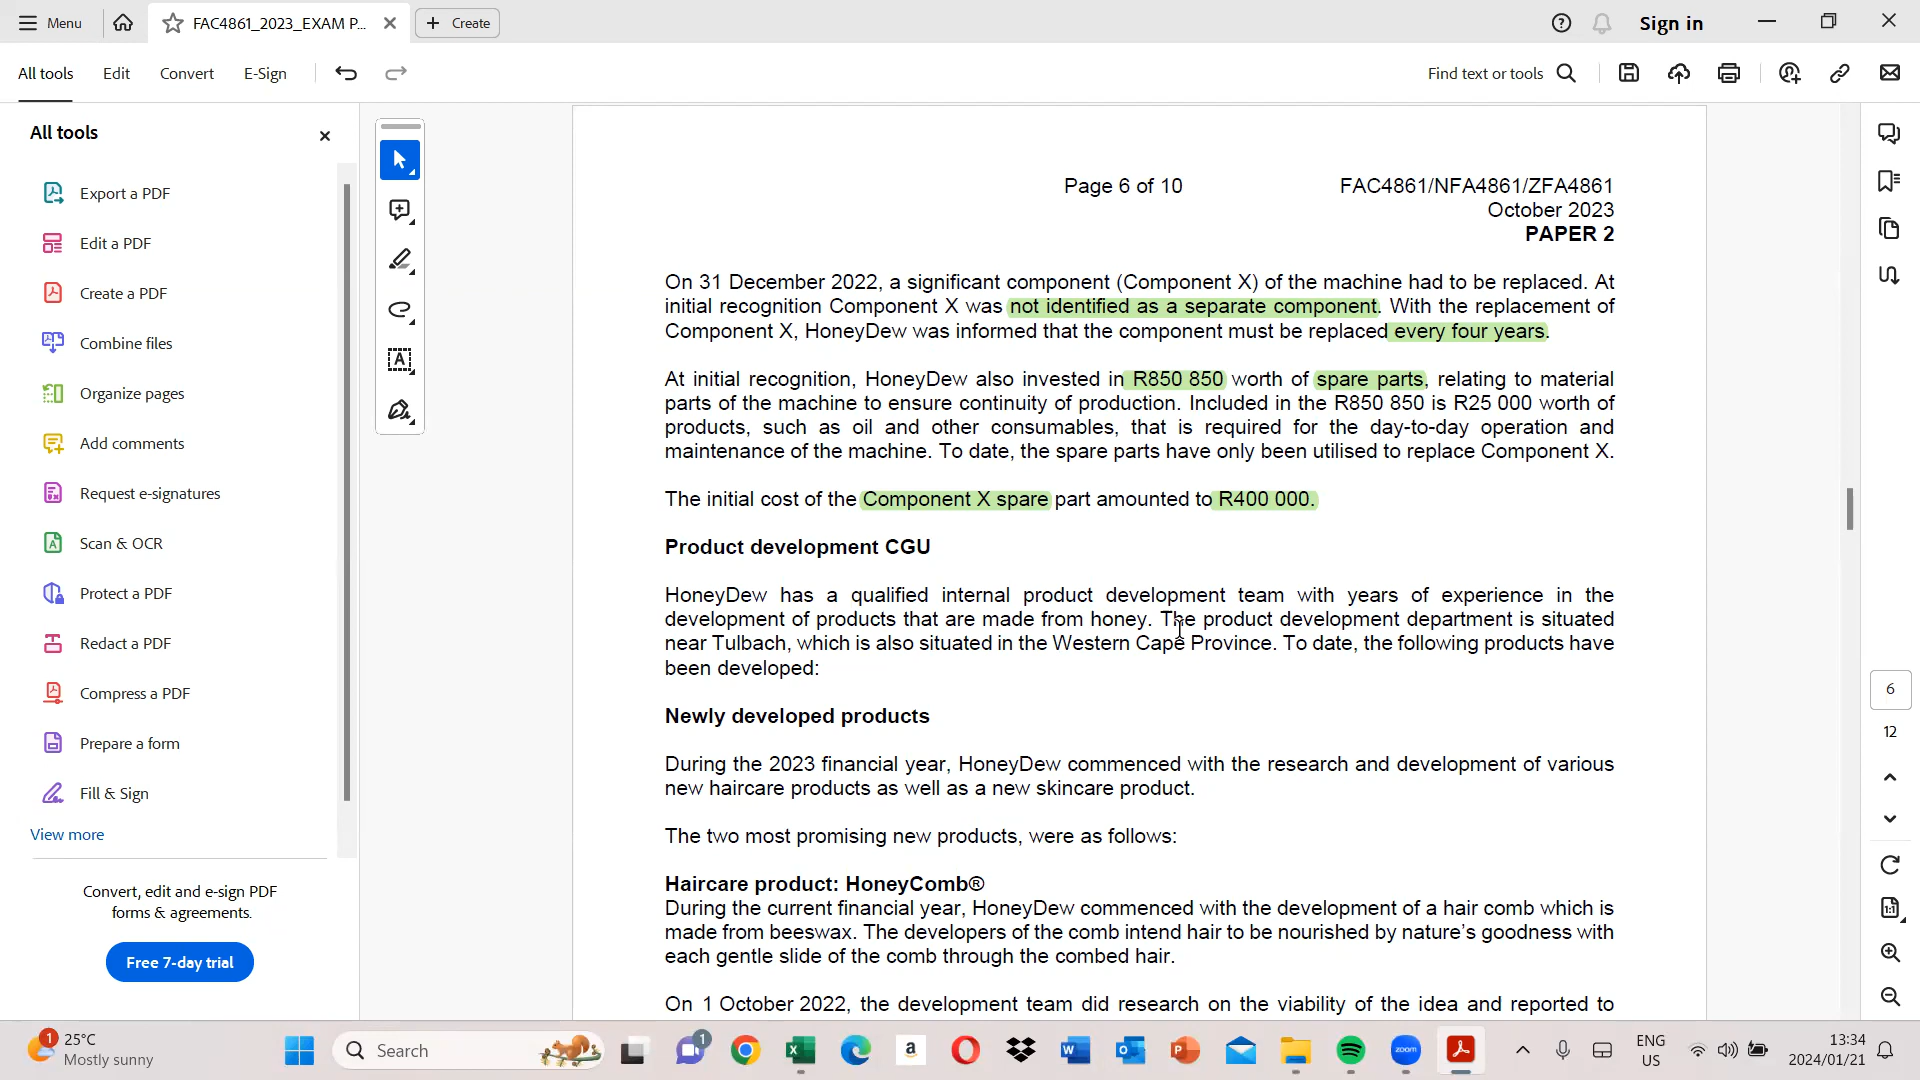 Menu
FAC4861_2023_EXAM P...
Create
Sign in
All tools
Edit
Convert
E-Sign
Find text or tools
All tools
Export a PDF
Edit a PDF
Create a PDF
Combine files
Organize pages
Add comments
Request e-signatures
Scan & OCR
Protect a PDF
Redact a PDF
Compress a PDF
Prepare a form
Fill & Sign
View more
Convert, edit and e-sign PDF
forms & agreements.
Free 7-day trial
Page 6 of 10
FAC4861/NFA4861/ZFA4861
October 2023
PAPER 2
On 31 December 2022, a significant component (Component X) of the machine had to be replaced. At
initial recognition Component X was not identified as a separate component. With the replacement of
Component X, HoneyDew was informed that the component must be replaced every four years.
At initial recognition, HoneyDew also invested in R850 850 worth of spare parts, relating to material
parts of the machine to ensure continuity of production. Included in the R850 850 is R25 000 worth of
products, such as oil and other consumables, that is required for the day-to-day operation and
maintenance of the machine. To date, the spare parts have only been utilised to replace Component X.
The initial cost of the Component X spare part amounted to R400 000.
Product development CGU
HoneyDew has a qualified internal product development team with years of experience in the
development of products that are made from honey. The product development department is situated
near Tulbach, which is also situated in the Western Cape Province. To date, the following products have
been developed:
Newly developed products
During the 2023 financial year, HoneyDew commenced with the research and development of various
new haircare products as well as a new skincare product.
The two most promising new products, were as follows:
Haircare product: HoneyComb®
During the current financial year, HoneyDew commenced with the development of a hair comb which is
made from beeswax. The developers of the comb intend hair to be nourished by nature's goodness with
each gentle slide of the comb through the combed hair.
On 1 October 2022, the development team did research on the viability of the idea and reported to
6
12
1
25°C
Mostly sunny
Search
1
zoom
ENG
US
13:34
2024/01/21